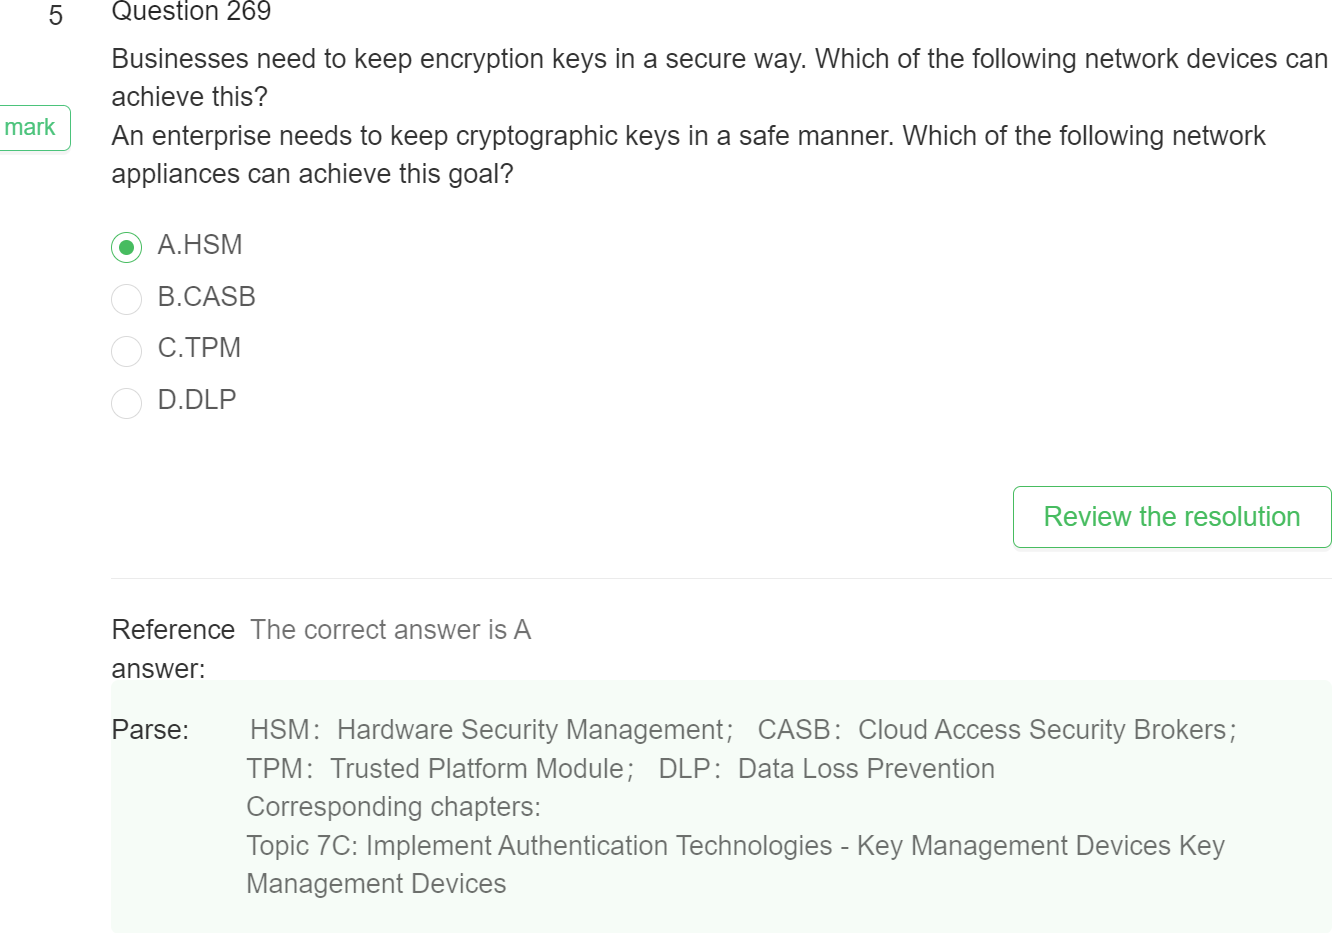 5
Question 269
Businesses need to keep encryption keys in a secure way. Which of the following network devices can
achieve this?
mark
An enterprise needs to keep cryptographic keys in a safe manner. Which of the following network
appliances can achieve this goal?
A.HSM
B.CASB
C.TPM
D.DLP
Review the resolution
Reference The correct answer is A
answer:
Parse: HSM：Hardware Security Management； CASB：Cloud Access Security Brokers；
TPM：Trusted Platform Module； DLP：Data Loss Prevention
Corresponding chapters:
Topic 7C: Implement Authentication Technologies - Key Management Devices Key
Management Devices